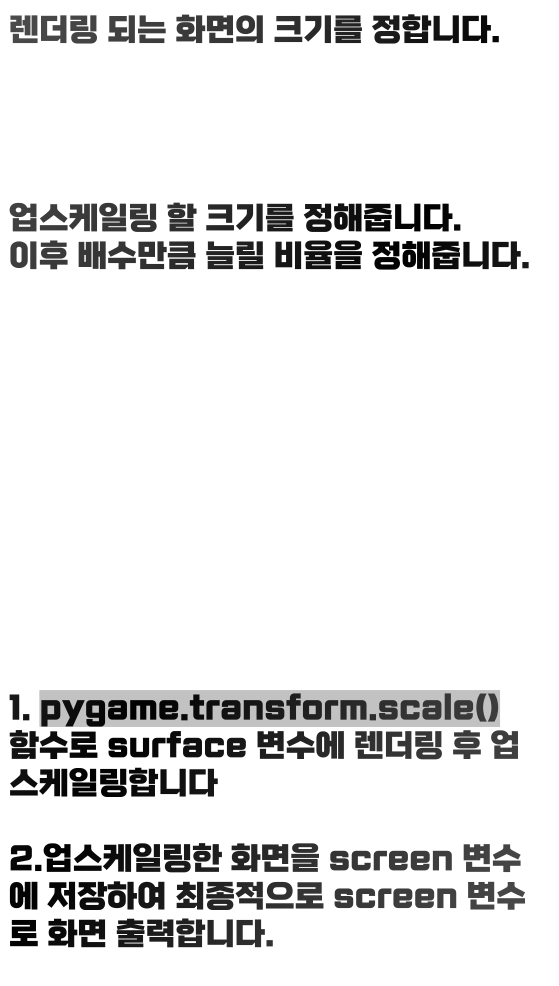 렌더링 되는 화면의 크기를 정합니다.
업스케일링 할 크기를 정해줍니다.
이후 배수만큼 늘릴 비율을 정해줍니다.
1. pygame.transform.scale()
함수로 surface 변수에 렌더링 후 업
스케일링합니다
2.업스케일링한 화면을 screen 변수
에 저장하여 최종적으로 screen 변수
로 화면 출력합니다.